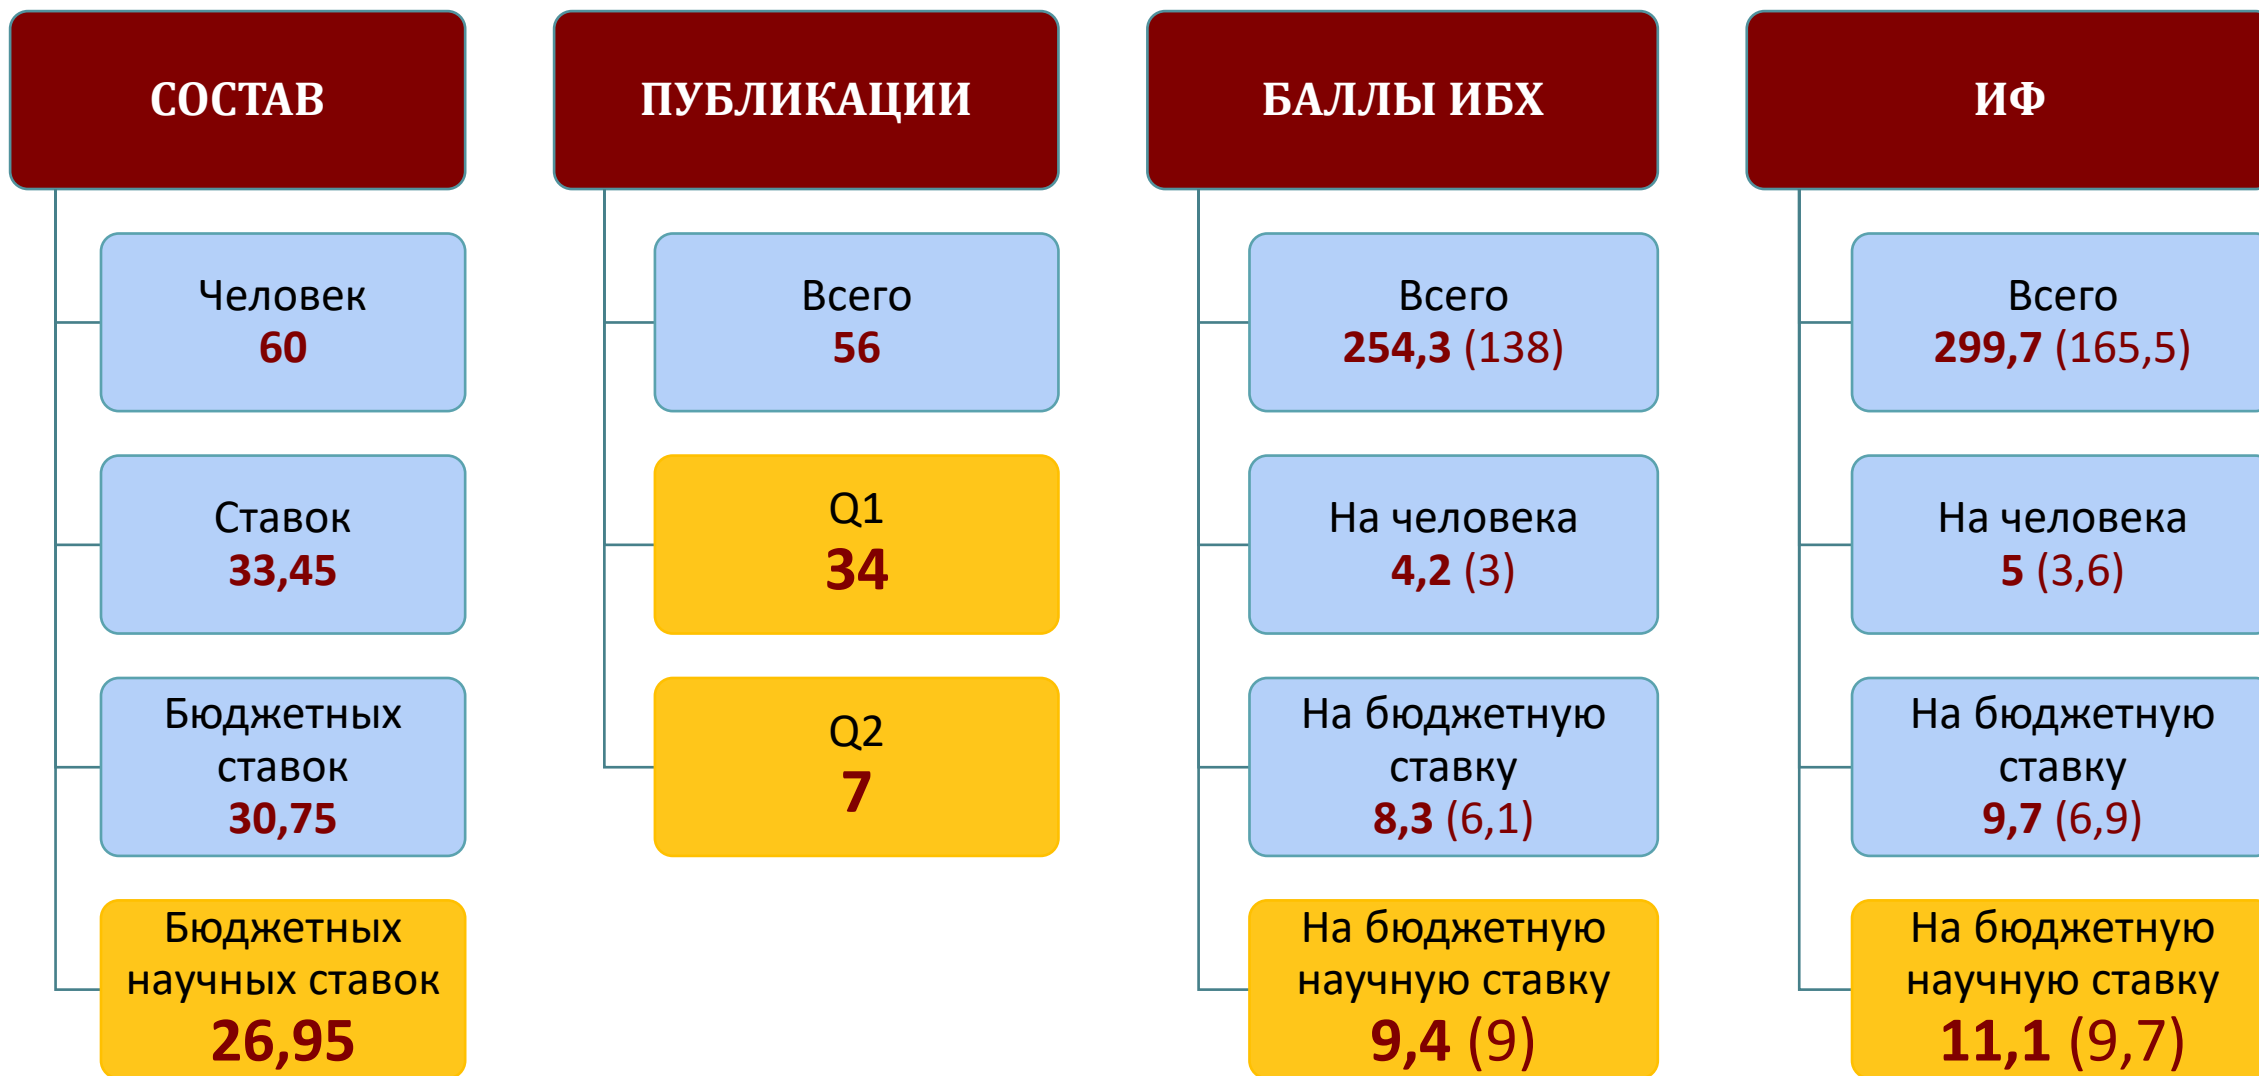 СОСТАВ
Человек
60
Ставок
33,45
Бюджетных
ставок
30,75
Бюджетных
научных ставок
26,95
ПУБЛИКАЦИИ
Всего
56
Q1
34
Q2
7
БАЛЛЫ ИБХ
Всего
254,3 (138)
На человека
4,2 (3)
На бюджетную
ставку
8,3 (6,1)
На бюджетную
научную ставку
9,4 (9)
ИФ
Всего
299,7 (165,5)
На человека
5 (3,6)
На бюджетную
ставку
9,7 (6,9)
На бюджетную
научную ставку
11,1 (9,7)